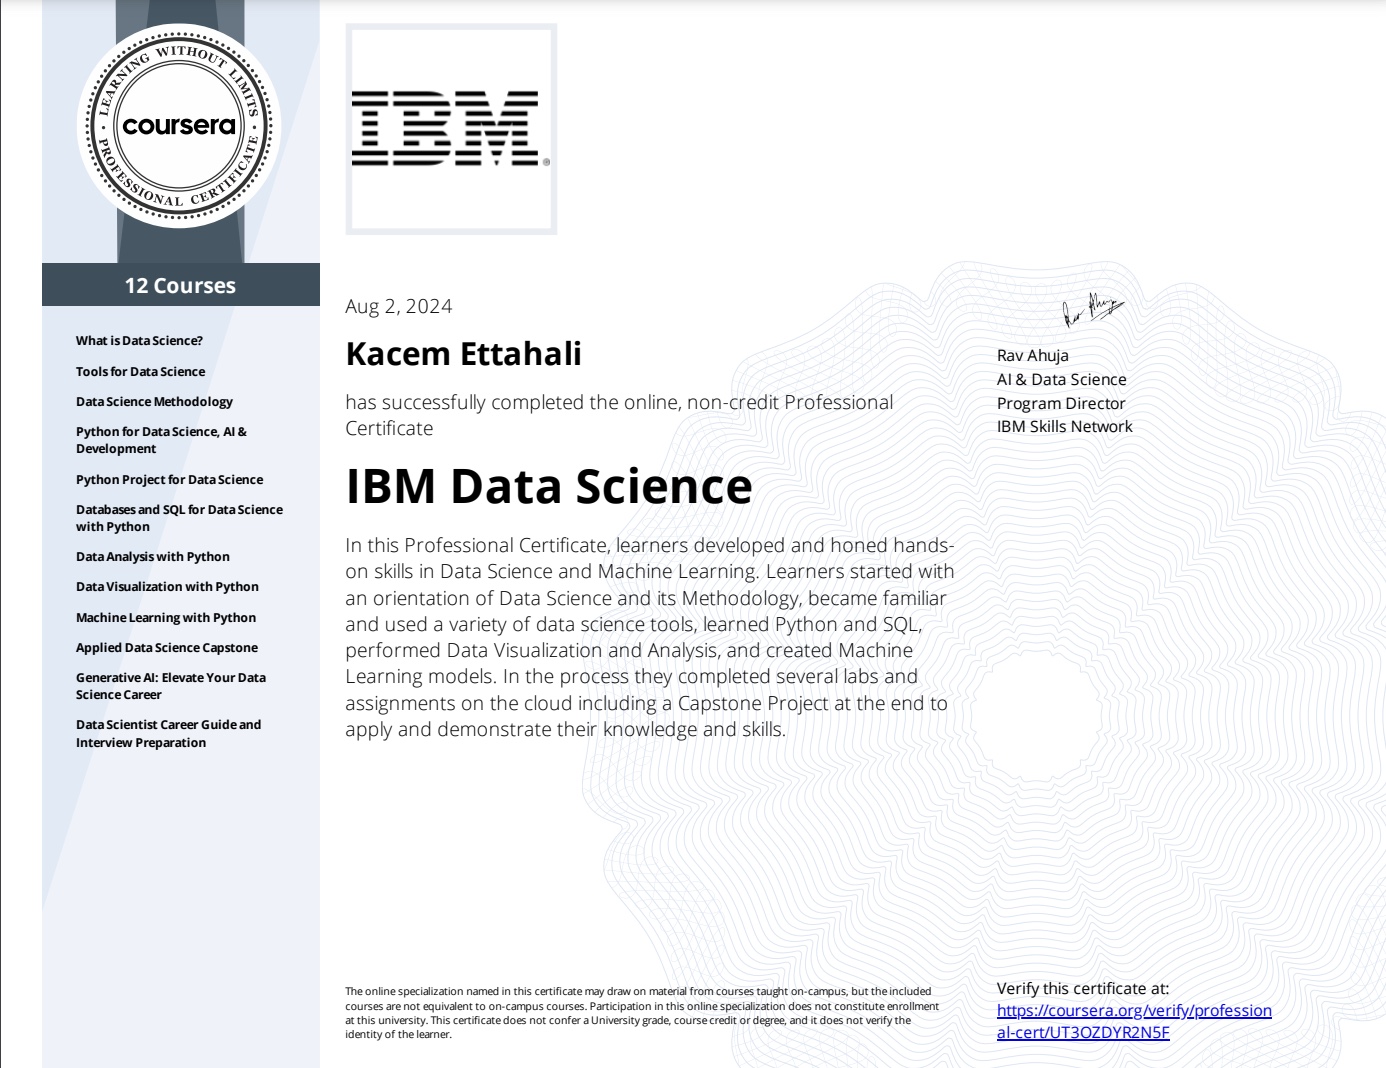 LEARNING WITHOUT LIMITS
coursera
PROFESSIONAL CERTIFICATE
12 Courses
What is Data Science?
Tools for Data Science
Data Science Methodology
Python for Data Science, AI &
Development
Python Project for Data Science
Databases and SQL for Data Science
with Python
Data Analysis with Python
Data Visualization with Python
Machine Learning with Python
Applied Data Science Capstone
Generative AI: Elevate Your Data
Science Career
Data Scientist Career Guide and
Interview Preparation
IBM®
Aug 2, 2024
Kacem Ettahali
has successfully completed the online, non-credit Professional
Certificate
IBM Data Science
In this Professional Certificate, learners developed and honed hands-
on skills in Data Science and Machine Learning. Learners started with
an orientation of Data Science and its Methodology, became familiar
and used a variety of data science tools, learned Python and SQL,
performed Data Visualization and Analysis, and created Machine
Learning models. In the process they completed several labs and
assignments on the cloud including a Capstone Project at the end to
apply and demonstrate their knowledge and skills.
Rav Ahuja
Rav Ahuja
AI & Data Science
Program Director
IBM Skills Network
The online specialization named in this certificate may draw on material from courses taught on-campus, but the included
courses are not equivalent to on-campus courses. Participation in this online specialization does not constitute enrollment
at this university. This certificate does not confer a University grade, course credit or degree, and it does not verify the
identity of the learner.
Verify this certificate at:
https://coursera.org/verify/profession
al-cert/UT3OZDYR2N5F